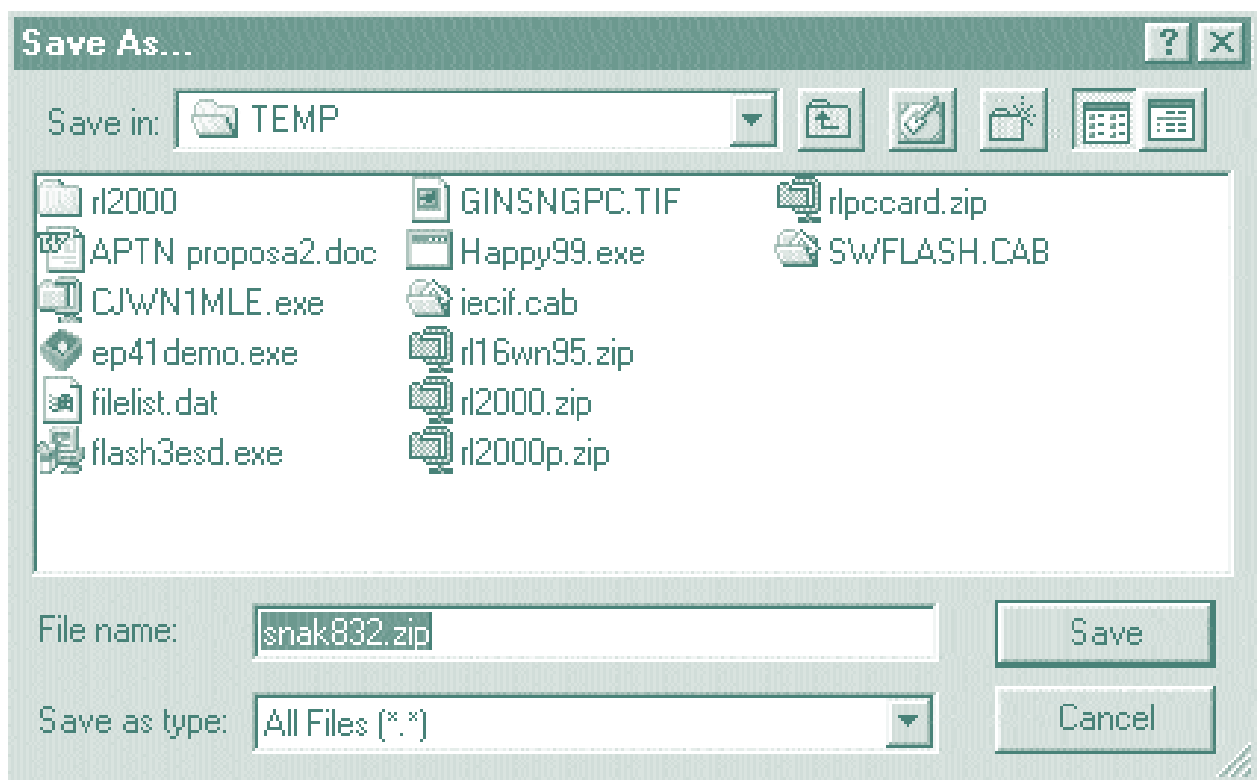 Save As...
Save in: TEMP
rl2000
APTN proposa2.doc
CJWN1MLE.exe
ep41demo.exe
filelist.dat
flash3esd.exe
GINSNGPC.TIF
Happy99.exe
iecif.cab
rl16wn95.zip
rl2000.zip
rl2000p.zip
rlpccard.zip
SWFLASH.CAB
File name: snak832.zip
Save
Save as type: All Files (*.*)
Cancel